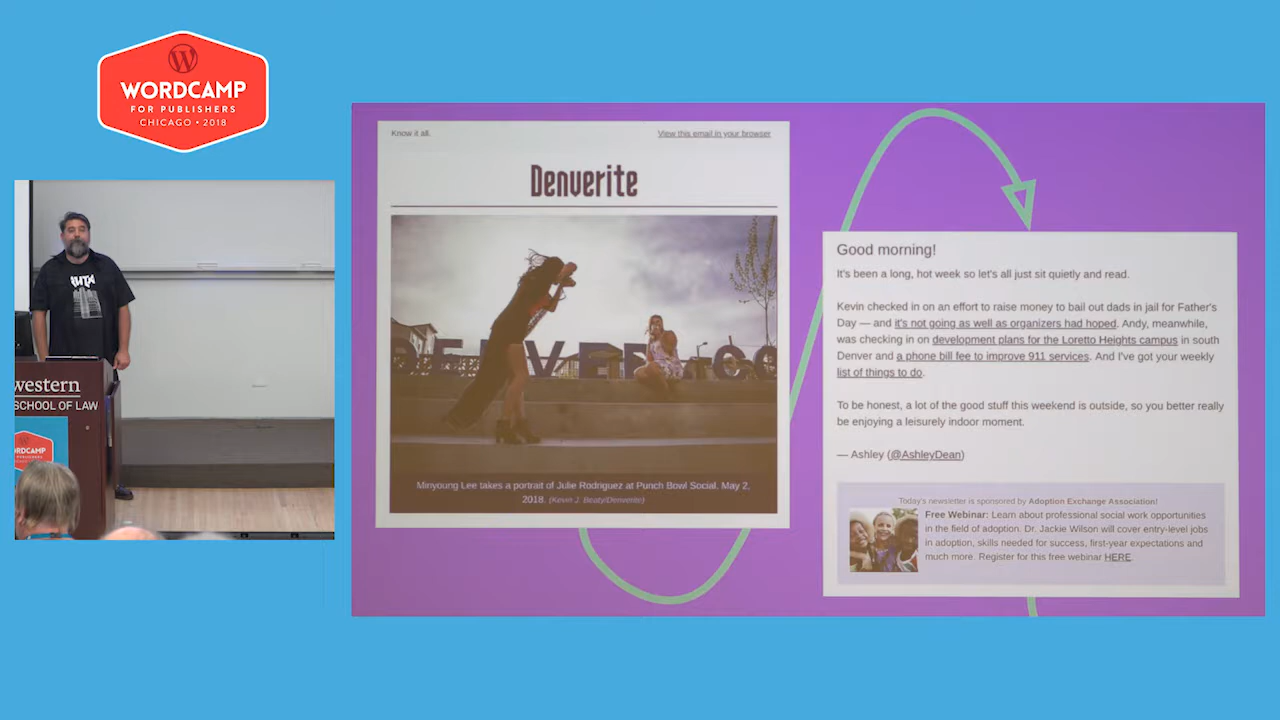 WORDCAMP
FOR PUBLISHERS
CHICAGO • 2018
western
SCHOOL OF LAW
WORDCAMP
Know it all.
View this email in your browser
Denverite
DENVER CO
Minyoung Lee takes a portrait of Julie Rodriguez at Punch Bowl Social, May 2,
2018. (Kevin J. Beaty/Denverite)
Good morning!
It's been a long, hot week so let's all just sit quietly and read.
Kevin checked in on an effort to raise money to bail out dads in jail for Father's
Day — and it's not going as well as organizers had hoped. Andy, meanwhile,
was checking in on development plans for the Loretto Heights campus in south
Denver and a phone bill fee to improve 911 services. And I've got your weekly
list of things to do.
To be honest, a lot of the good stuff this weekend is outside, so you better really
be enjoying a leisurely indoor moment.
— Ashley (@AshleyDean)
Today's newsletter is sponsored by Adoption Exchange Association!
Free Webinar: Learn about professional social work opportunities
in the field of adoption. Dr. Jackie Wilson will cover entry-level jobs
in adoption, skills needed for success, first-year expectations and
much more. Register for this free webinar HERE